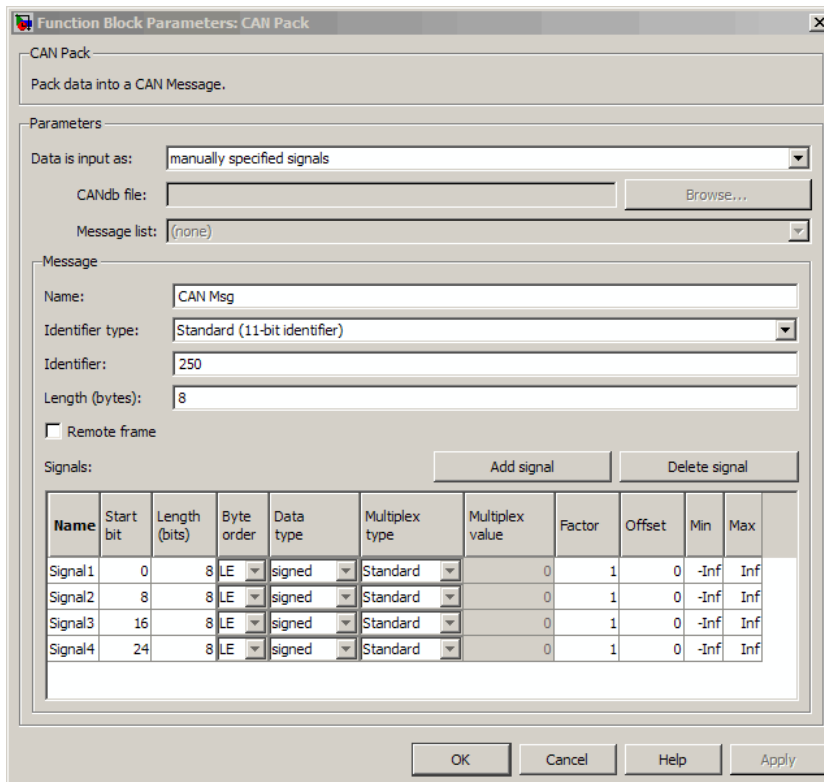 Function Block Parameters: CAN Pack
CAN Pack
Pack data into a CAN Message.
Parameters
Data is input as: manually specified signals
CANdb file: Browse...
Message list: (none)
Message
Name: CAN Msg
Identifier type: Standard (11-bit identifier)
Identifier: 250
Length (bytes): 8
Remote frame
Signals: Add signal Delete signal
Name Start bit Length (bits) Byte order Data type Multiplex type Multiplex value Factor Offset Min Max
Signal1 0 8 LE signed Standard 0 1 0 -Inf Inf
Signal2 8 8 LE signed Standard 0 1 0 -Inf Inf
Signal3 16 8 LE signed Standard 0 1 0 -Inf Inf
Signal4 24 8 LE signed Standard 0 1 0 -Inf Inf
OK Cancel Help Apply